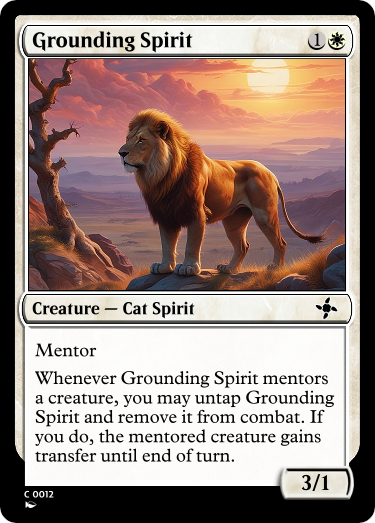 Grounding Spirit 1
Creature — Cat Spirit
Mentor
Whenever Grounding Spirit mentors
a creature, you may untap Grounding
Spirit and remove it from combat. If
you do, the mentored creature gains
transfer until end of turn.
3/1
C 0012